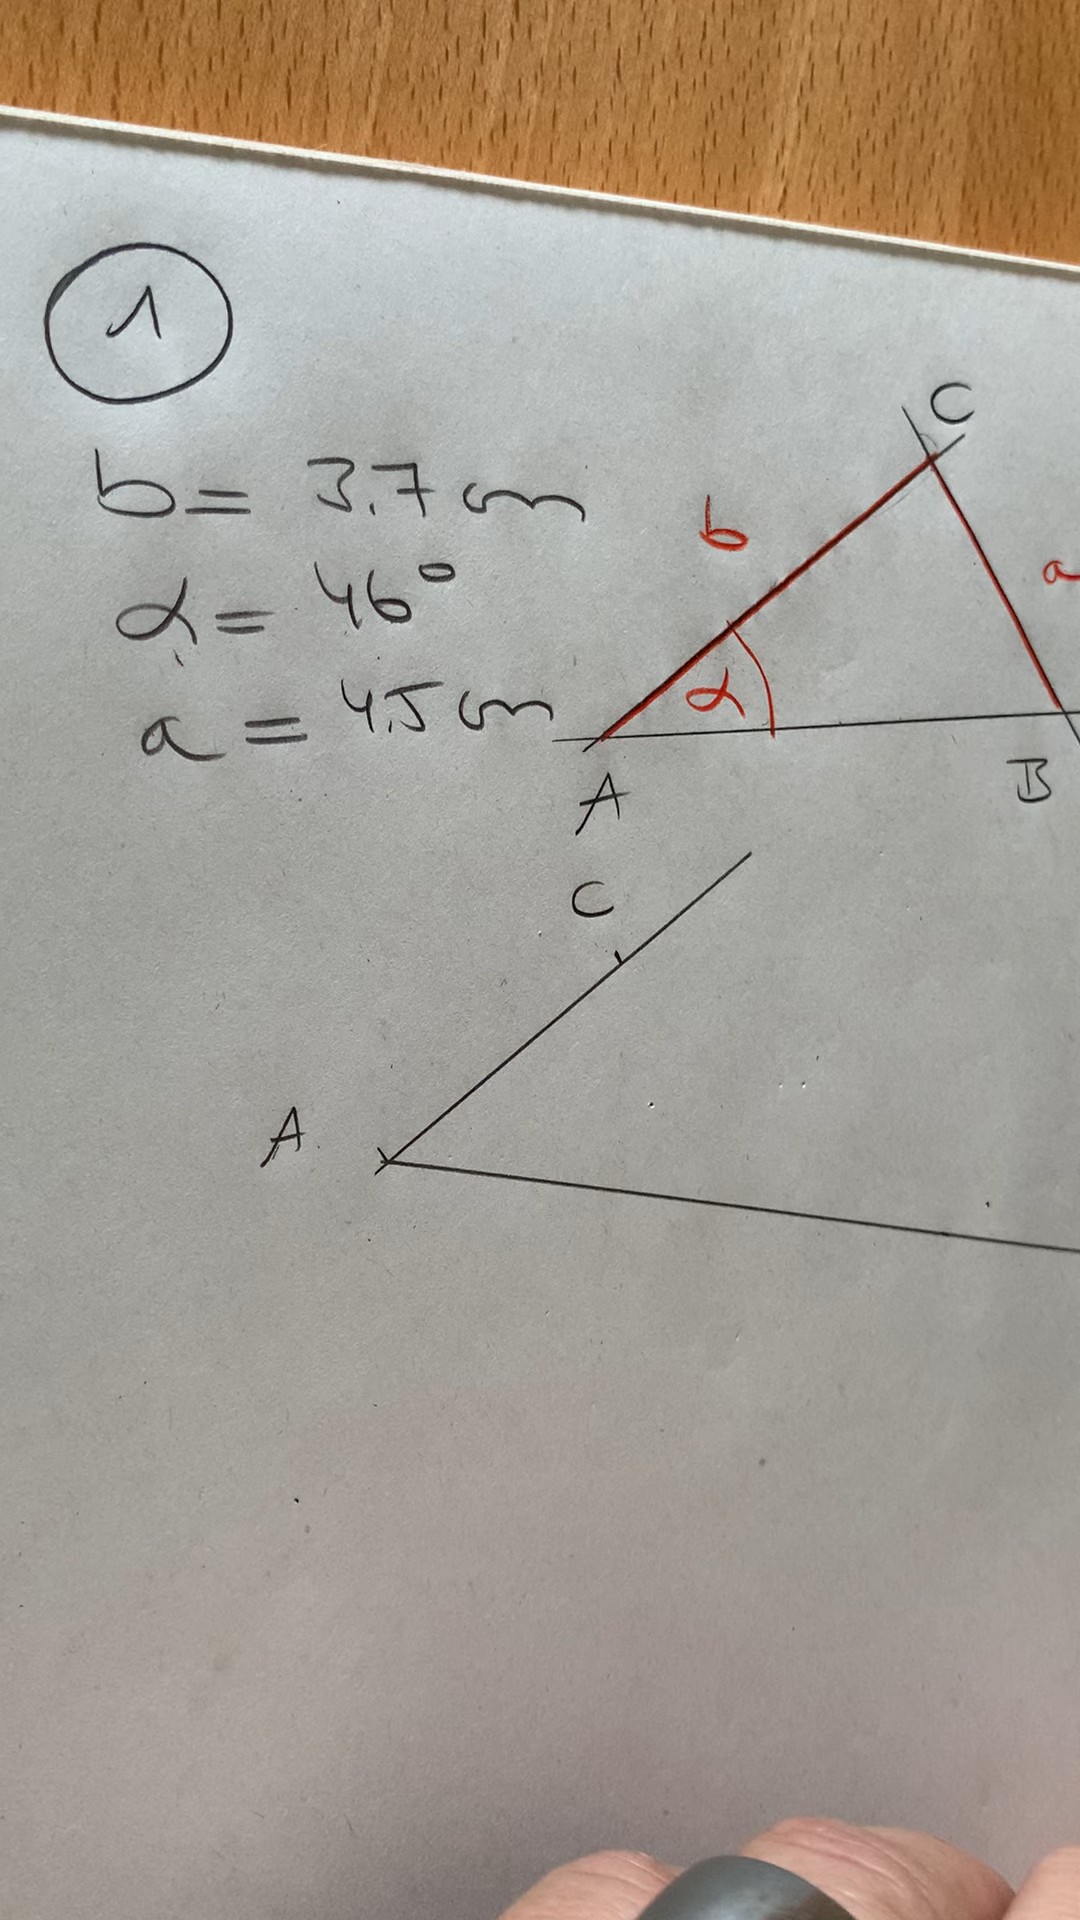 1
b = 3,7 cm
α = 46°
a = 4,5 cm
C
b
a
α
A
B
C
A